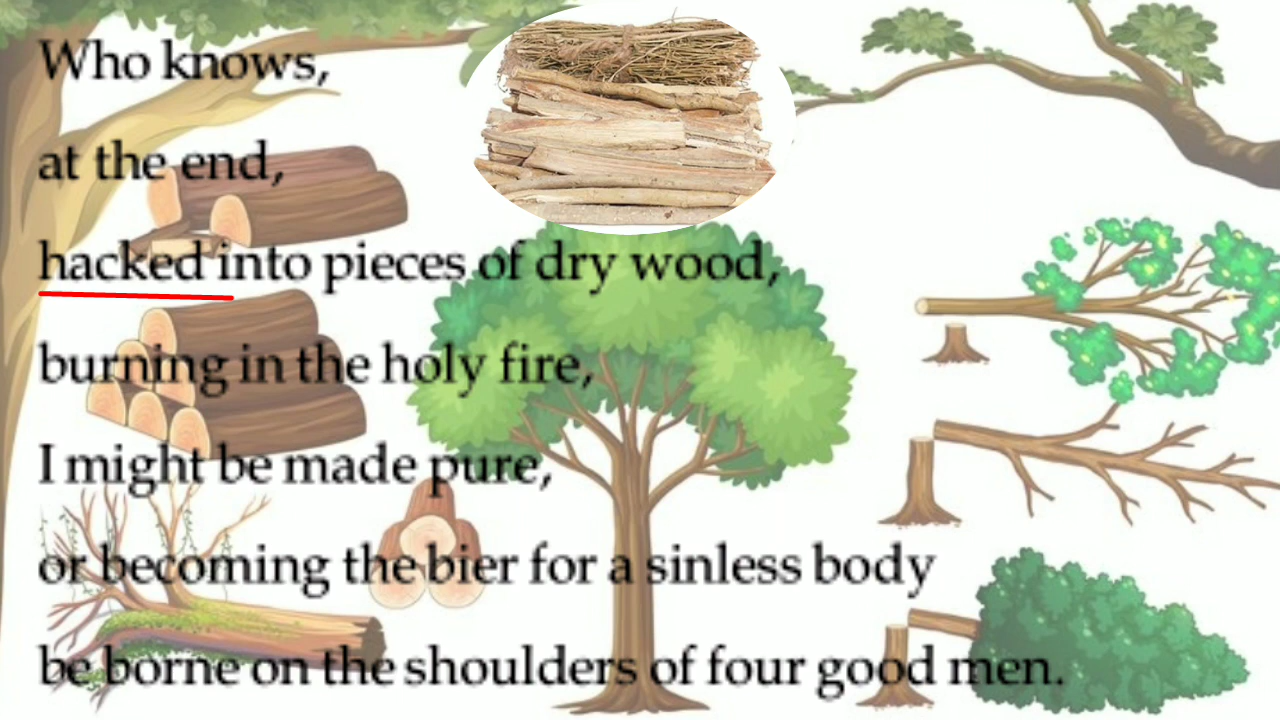 Who knows,
at the end,
hacked into pieces of dry wood,
burning in the holy fire,
I might be made pure,
or becoming the bier for a sinless body
be borne on the shoulders of four good men.